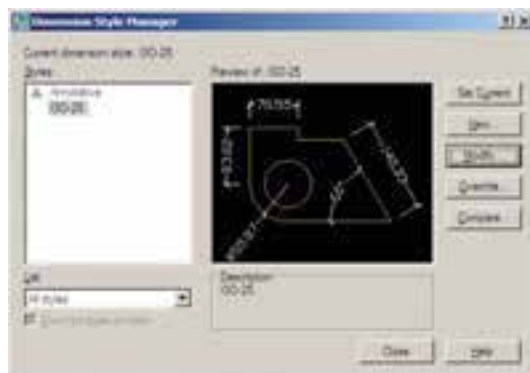 Dimension Style Manager
Current dimension style: ISO-25
Styles:
Annotative
ISO-25
Preview of: ISO-25
Set Current
New...
Modify...
Override...
Compare...
List:
All styles
Description
ISO-25
Close
Help